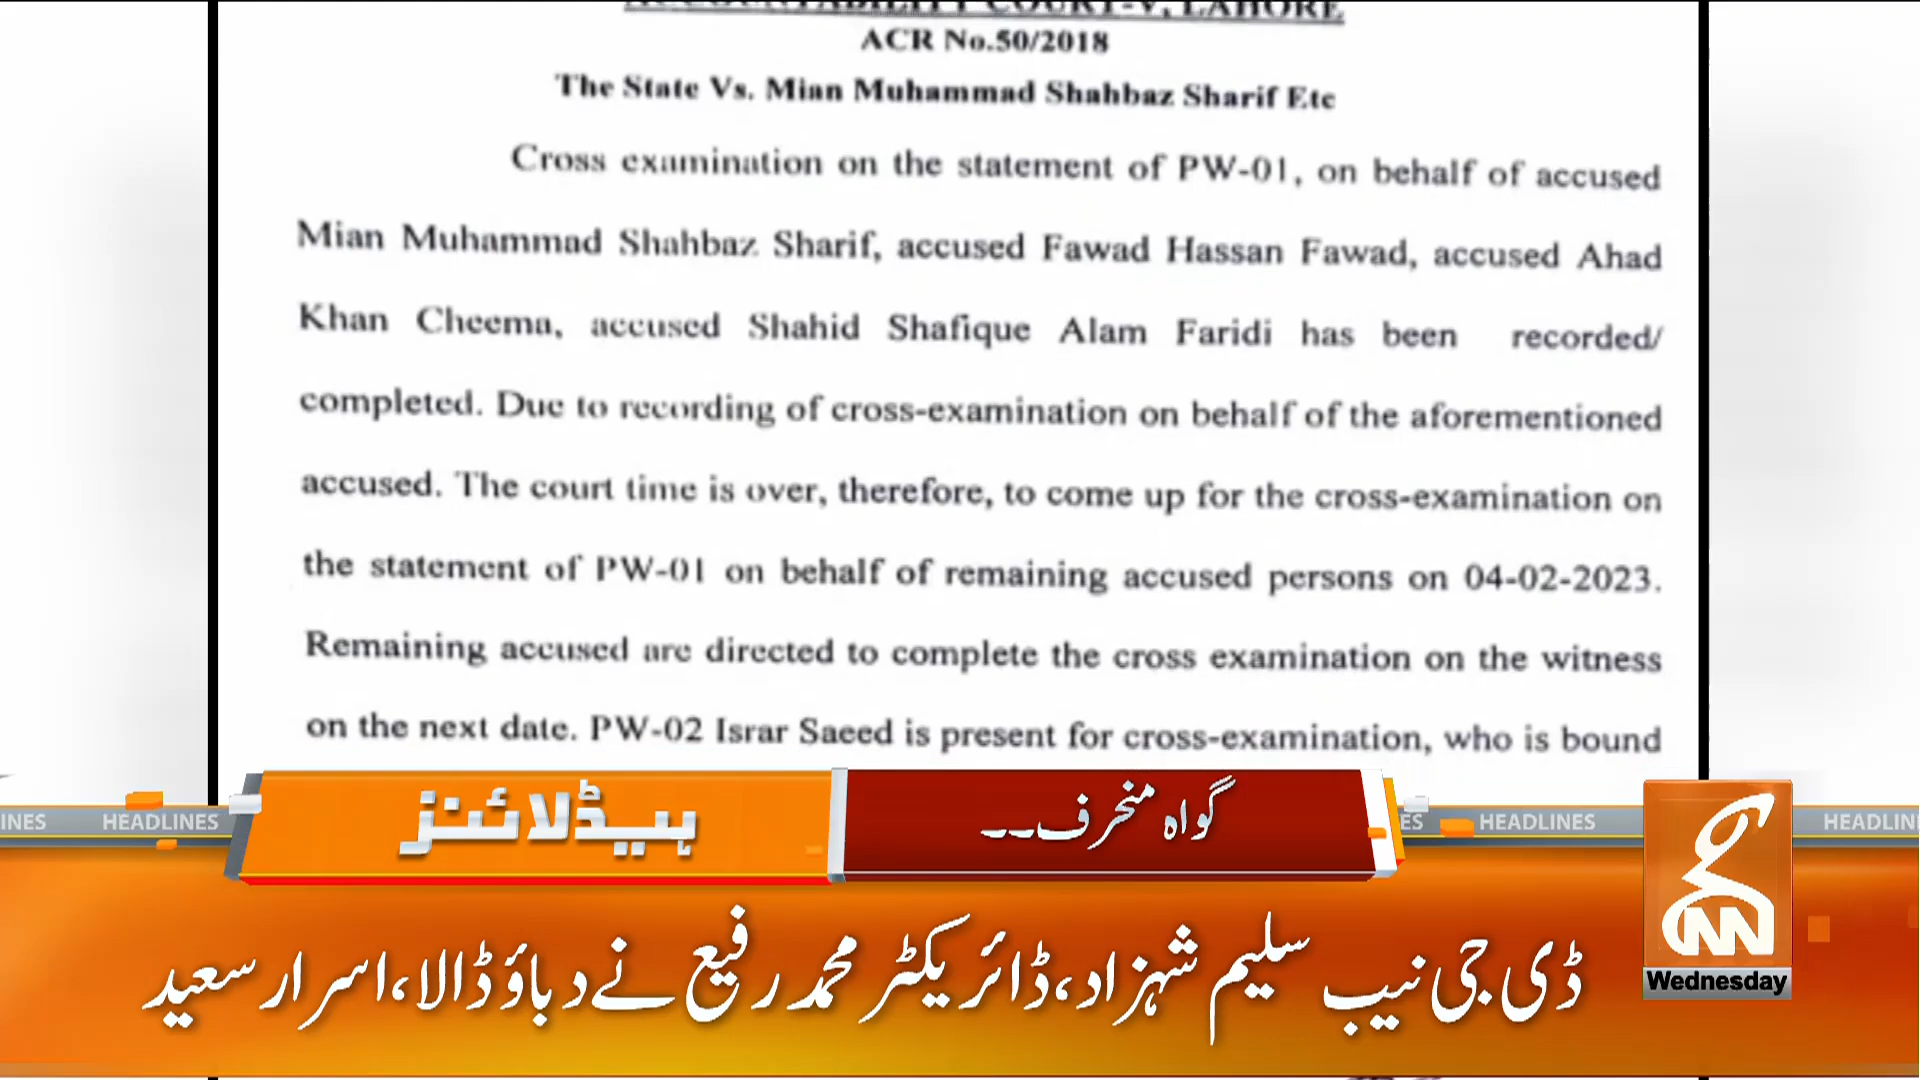 ACCOUNTABILITY COURT-V, LAHORE
ACR No.50/2018
The State Vs. Mian Muhammad Shahbaz Sharif Etc
Cross examination on the statement of PW-01, on behalf of accused
Mian Muhammad Shahbaz Sharif, accused Fawad Hassan Fawad, accused Ahad
Khan Cheema, accused Shahid Shafique Alam Faridi has been recorded/
completed. Due to recording of cross-examination on behalf of the aforementioned
accused. The court time is over, therefore, to come up for the cross-examination on
the statement of PW-01 on behalf of remaining accused persons on 04-02-2023.
Remaining accused are directed to complete the cross examination on the witness
on the next date. PW-02 Israr Saeed is present for cross-examination, who is bound
گواہ منحرف۔۔
ہیڈلائنز
INES HEADLINES ES HEADLINES HEADLIN
ڈی جی نیب سلیم شہزاد، ڈائریکٹر محمد رفیع نے دباؤ ڈالا، اسرار سعید
GNN
Wednesday